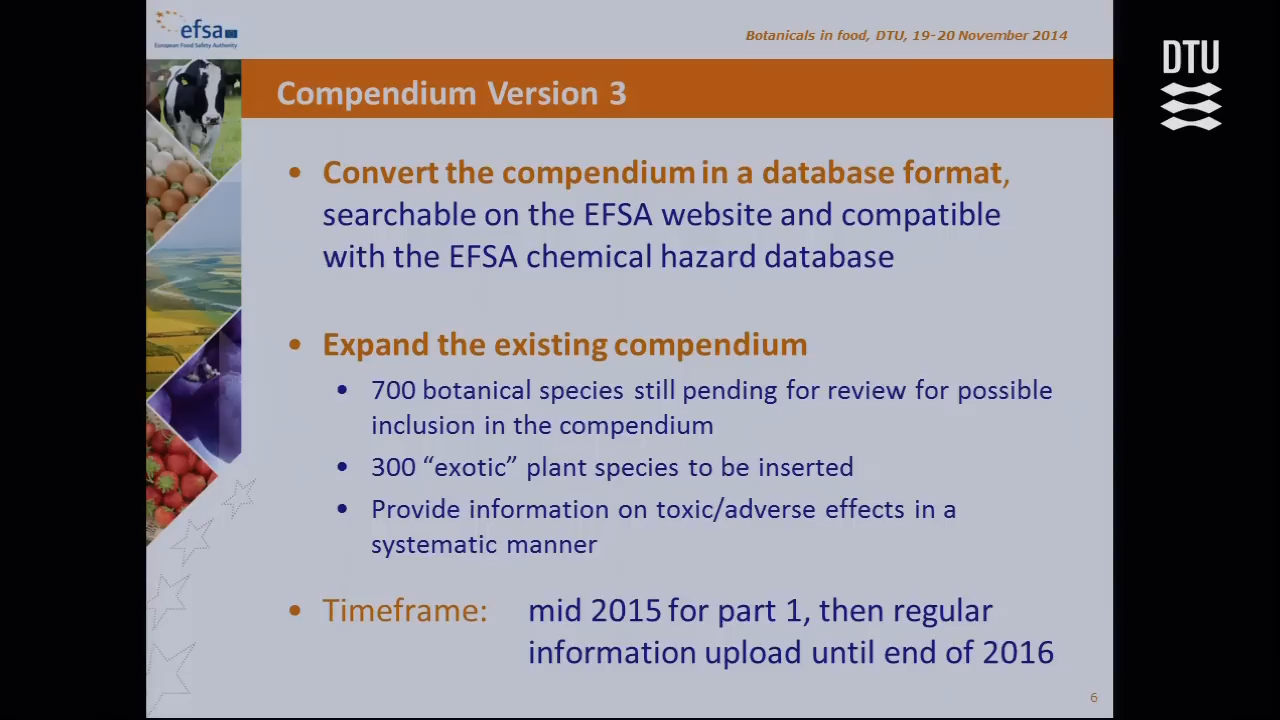 efsa
European Food Safety Authority
Botanicals in food, DTU, 19-20 November 2014
DTU
Compendium Version 3
• Convert the compendium in a database format,
searchable on the EFSA website and compatible
with the EFSA chemical hazard database
• Expand the existing compendium
• 700 botanical species still pending for review for possible
inclusion in the compendium
• 300 “exotic” plant species to be inserted
• Provide information on toxic/adverse effects in a
systematic manner
• Timeframe: mid 2015 for part 1, then regular
information upload until end of 2016
6